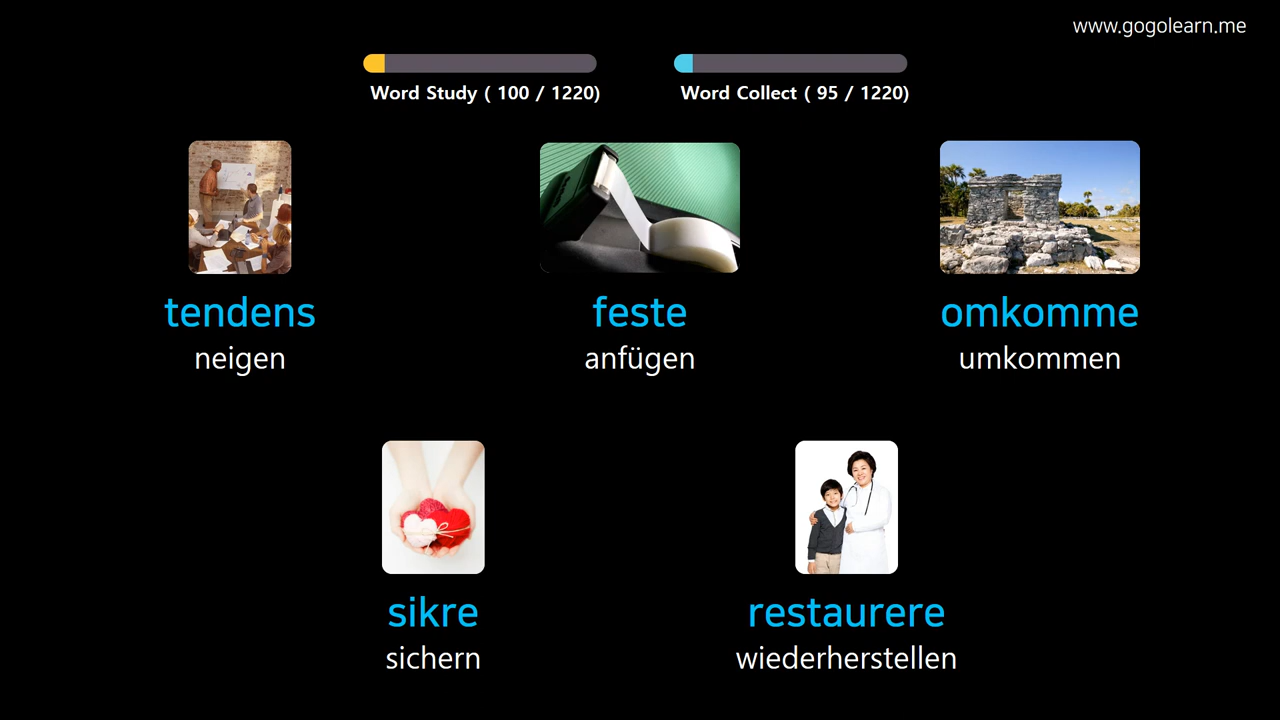 www.gogolearn.me
Word Study ( 100 / 1220)
Word Collect ( 95 / 1220)
tendens
neigen
feste
anfügen
omkomme
umkommen
sikre
sichern
restaurere
wiederherstellen